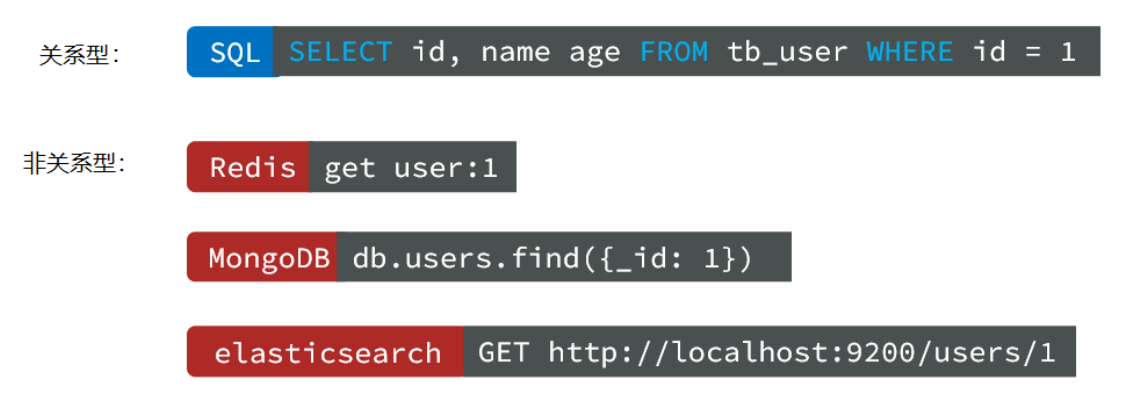 关系型: SQL SELECT id, name age FROM tb_user WHERE id = 1
非关系型: Redis get user:1
MongoDB db.users.find({_id: 1})
elasticsearch GET http://localhost:9200/users/1